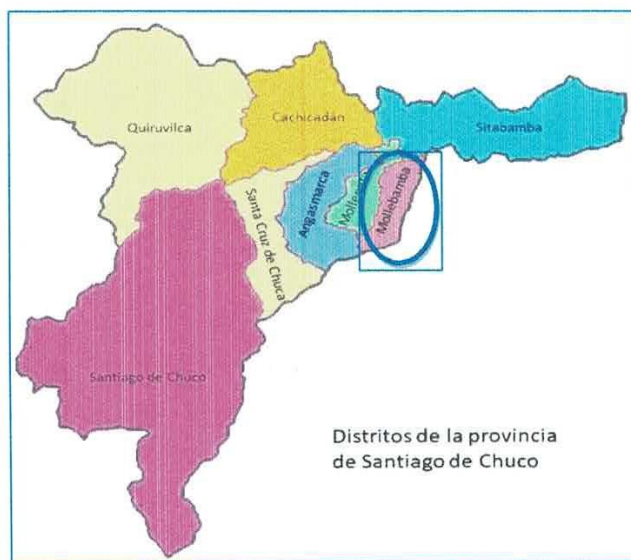 Quiruvilca
Cachicadán
Sitabamba
Santa Cruz de Chuca
Angasmarca
Mollebamba
Santiago de Chuco
Distritos de la provincia
de Santiago de Chuco